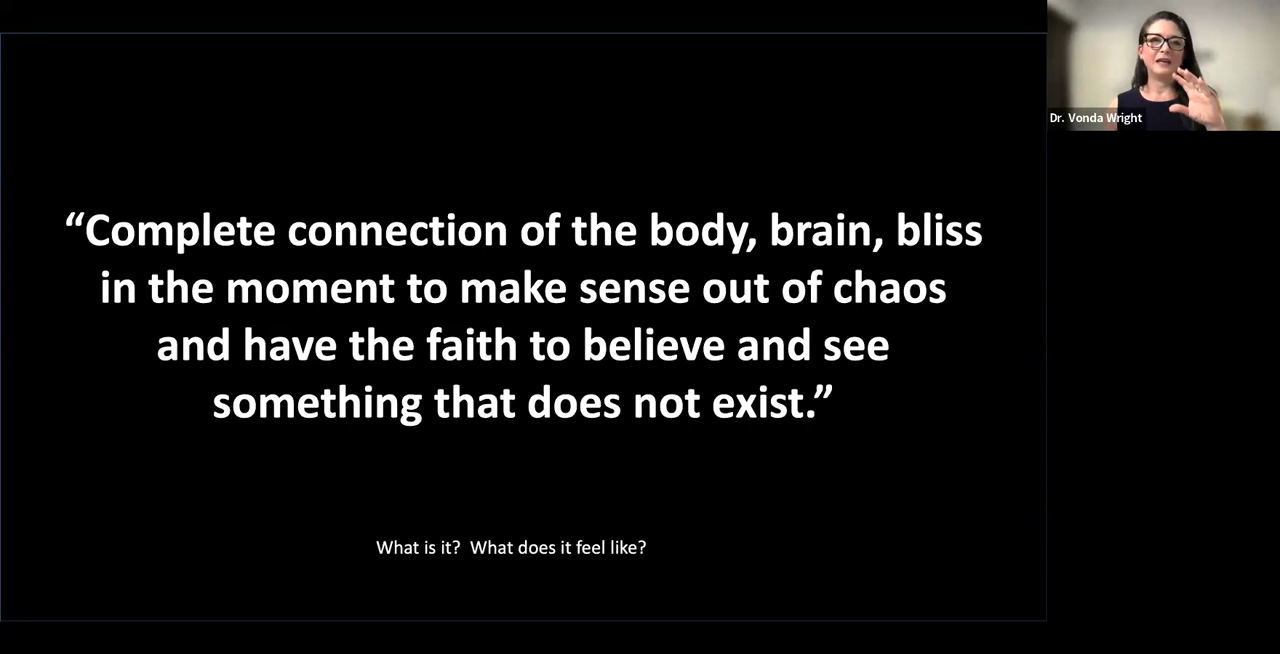 “Complete connection of the body, brain, bliss
in the moment to make sense out of chaos
and have the faith to believe and see
something that does not exist.”
What is it?  What does it feel like?
Dr. Vonda Wright